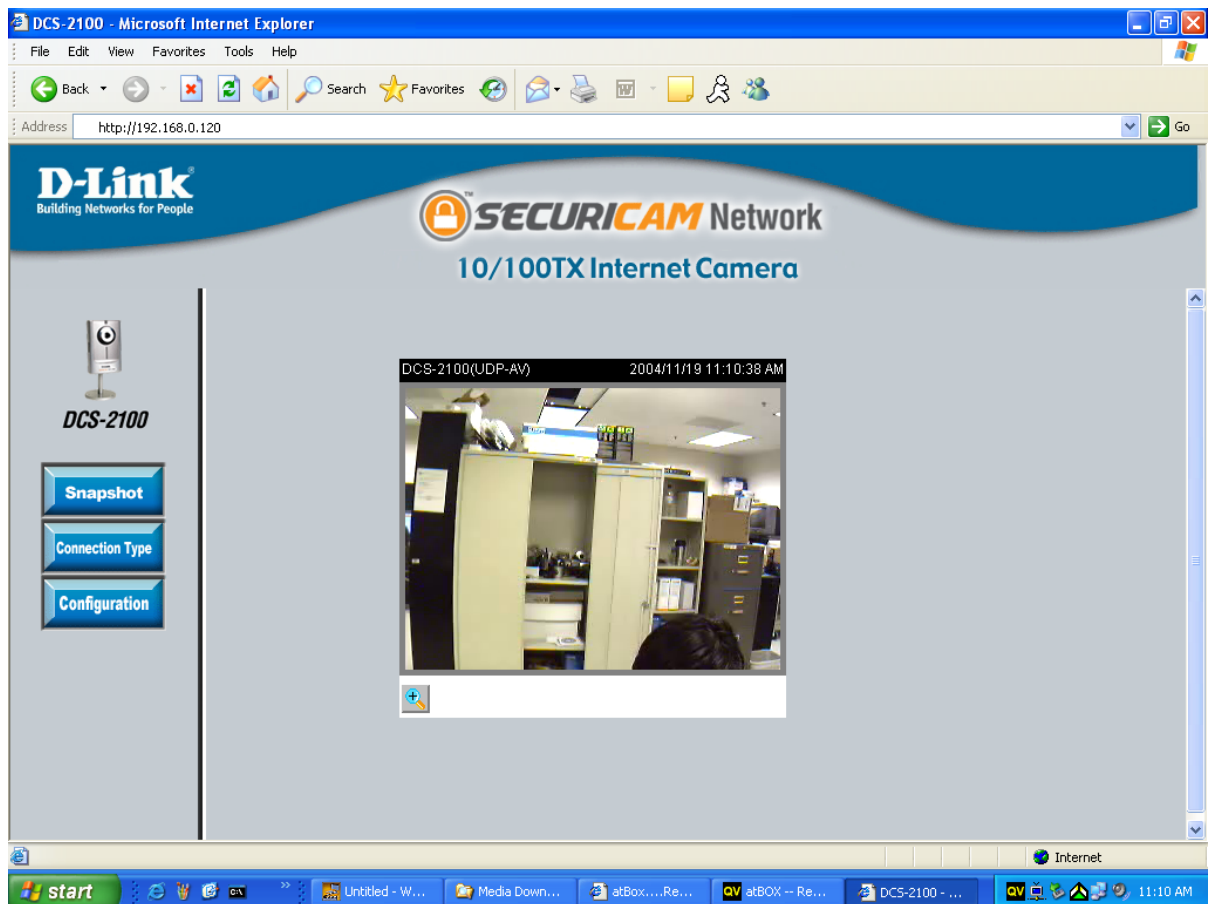 DCS-2100 - Microsoft Internet Explorer
File Edit View Favorites Tools Help
Back Search Favorites
Address http://192.168.0.120 Go
D-Link®
Building Networks for People
SECURICAM™ Network
10/100TX Internet Camera
DCS-2100
Snapshot
Connection Type
Configuration
DCS-2100(UDP-AV) 2004/11/19 11:10:38 AM
Internet
start Untitled - W... Media Down... atBox....Re... QV atBOX -- Re... DCS-2100 - ... QV 11:10 AM